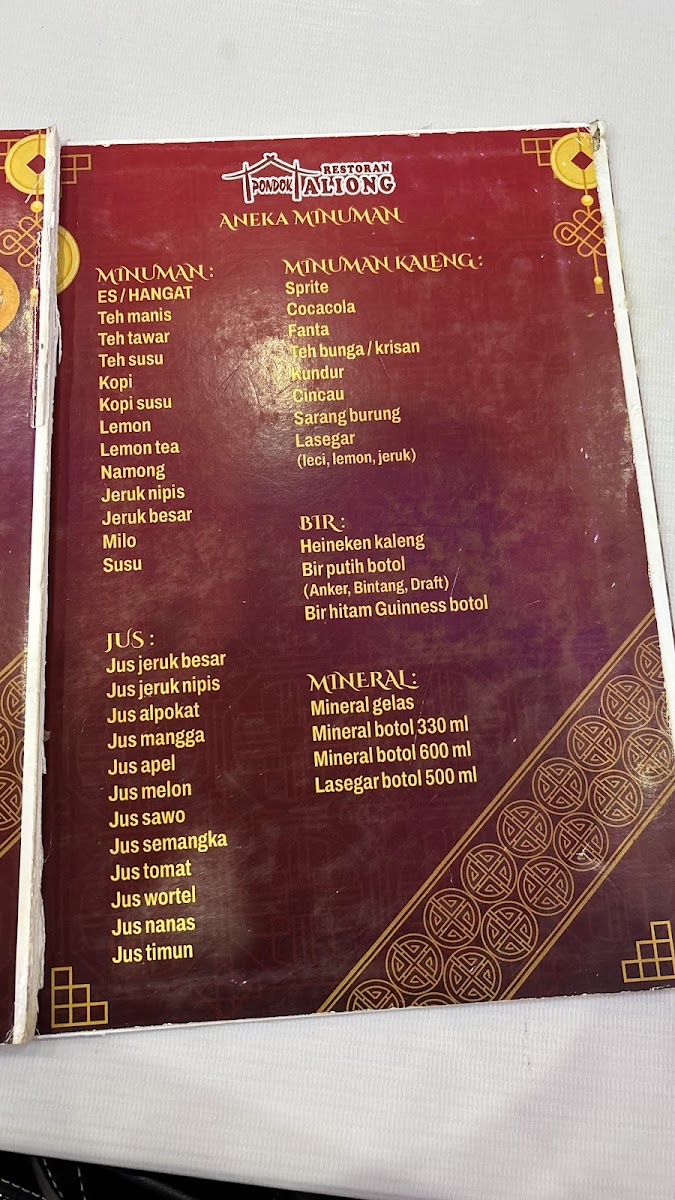 RESTORAN
PONDOK ALIONG
ANEKA MINUMAN
MINUMAN :
ES / HANGAT
Teh manis
Teh tawar
Teh susu
Kopi
Kopi susu
Lemon
Lemon tea
Namong
Jeruk nipis
Jeruk besar
Milo
Susu
JUS :
Jus jeruk besar
Jus jeruk nipis
Jus alpokat
Jus mangga
Jus apel
Jus melon
Jus sawo
Jus semangka
Jus tomat
Jus wortel
Jus nanas
Jus timun
MINUMAN KALENG :
Sprite
Cocacola
Fanta
Teh bunga / krisan
Kundur
Cincau
Sarang burung
Lasegar
(leci, lemon, jeruk)
BIR :
Heineken kaleng
Bir putih botol
(Anker, Bintang, Draft)
Bir hitam Guinness botol
MINERAL :
Mineral gelas
Mineral botol 330 ml
Mineral botol 600 ml
Lasegar botol 500 ml